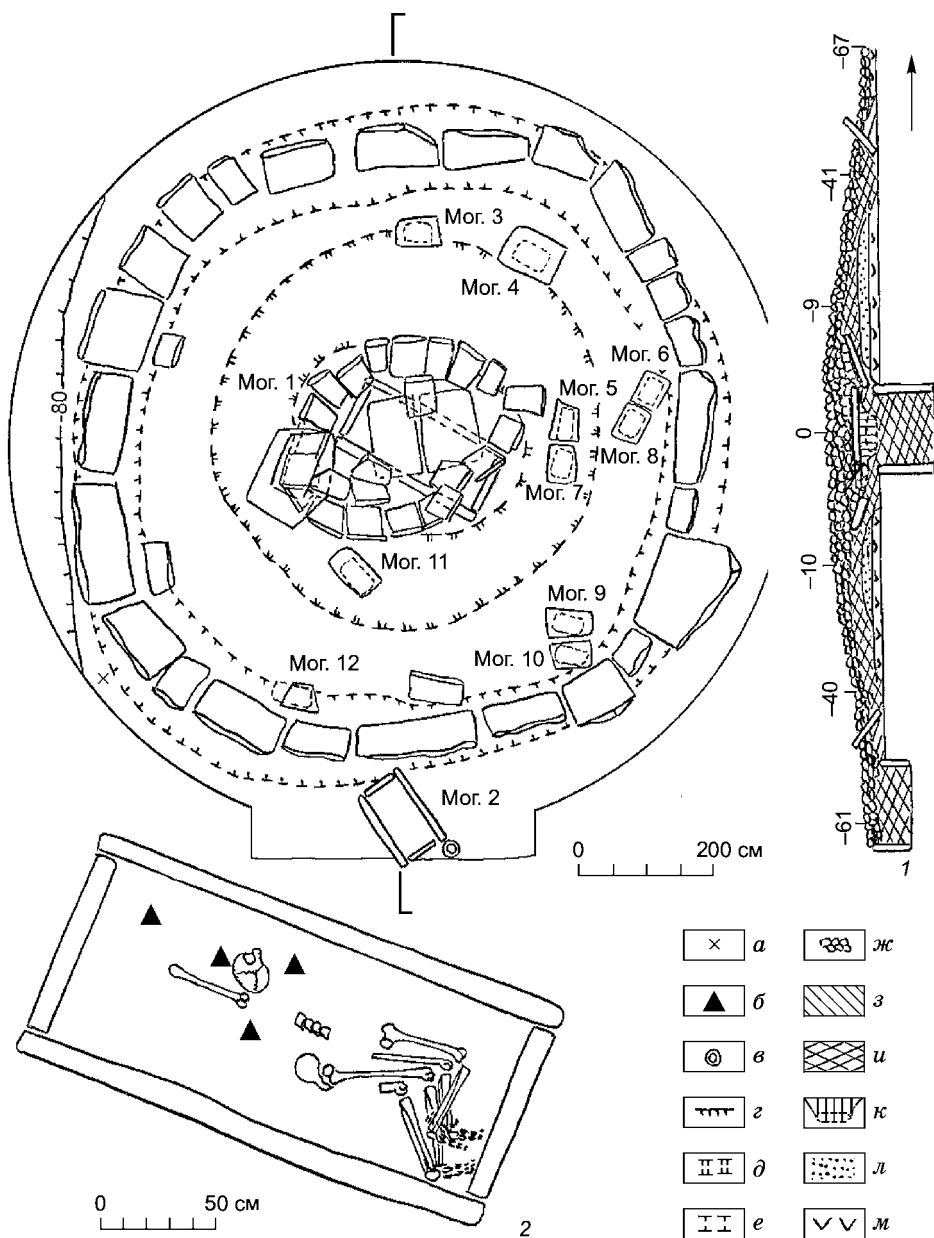 Мог. 3
Мог. 4
Мог. 6
Мог. 1
Мог. 5
Мог. 8
Мог. 7
Мог. 11
Мог. 9
Мог. 10
Мог. 12
Мог. 2
–80
0 200 см
–67
–41
–9
0
–10
–40
–61
1
0 50 см
2
а
б
в
г
д
е
ж
з
и
к
л
м